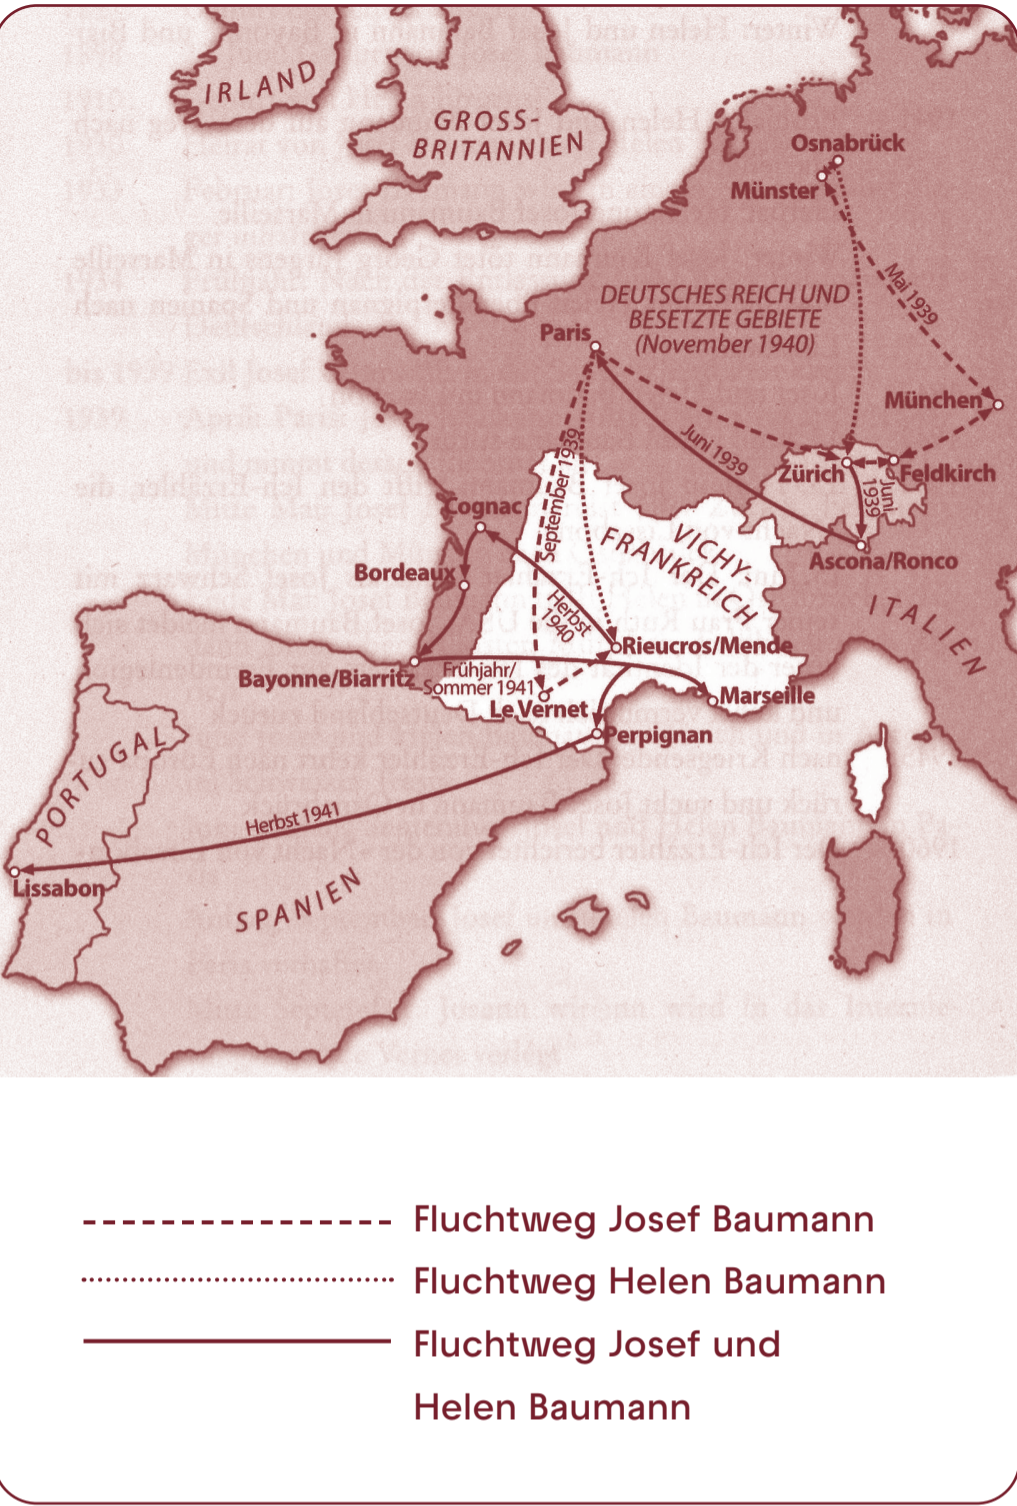 IRLAND
GROSS-
BRITANNIEN
Osnabrück
Münster
Mai 1939
DEUTSCHES REICH UND
BESETZTE GEBIETE
(November 1940)
Paris
München
Juni 1939
Zürich
Feldkirch
Juni
1939
September 1939
Cognac
VICHY-
FRANKREICH
Ascona/Ronco
Bordeaux
Herbst
1940
ITALIEN
Rieucros/Mende
Bayonne/Biarritz
Frühjahr/
Sommer 1941
Marseille
Le Vernet
Perpignan
PORTUGAL
Herbst 1941
Lissabon
SPANIEN
Fluchtweg Josef Baumann
Fluchtweg Helen Baumann
Fluchtweg Josef und
Helen Baumann